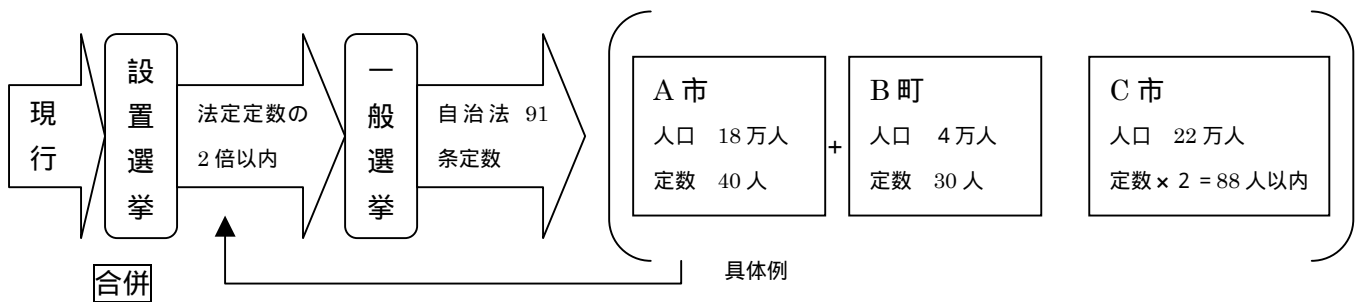 現行
設置選挙
法定定数の
2 倍以内
一般選挙
自治法 91
条定数
A 市
人口 18 万人
定数 40 人
+
B 町
人口 4 万人
定数 30 人
C 市
人口 22 万人
定数×2=88 人以内
合併
具体例